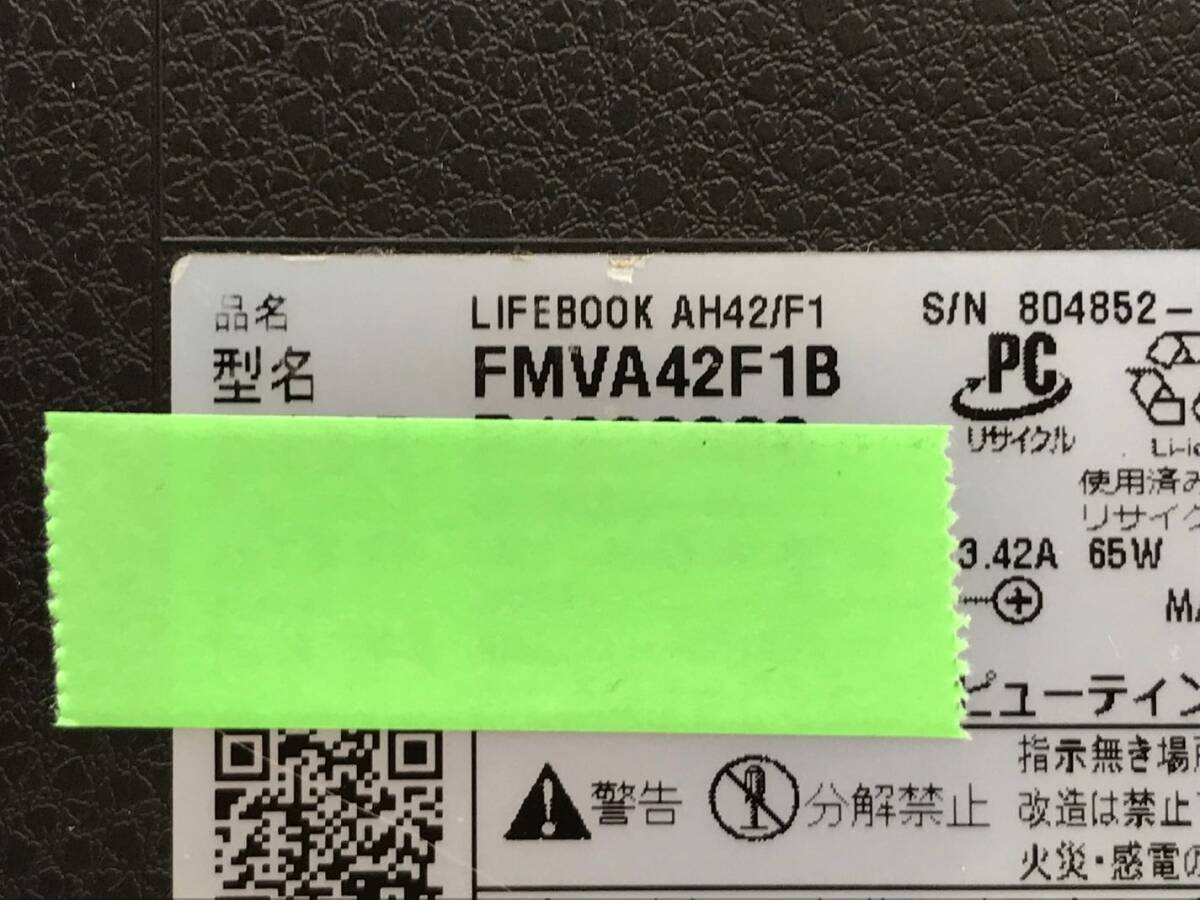 品名 LIFEBOOK AH42/F1 S/N 804852-
型名 FMVA42F1B
PC
リサイクル
使用済み
リサイク
3.42A 65W
ピューティン
警告 分解禁止
指示無き場所
改造は禁止
火災・感電の